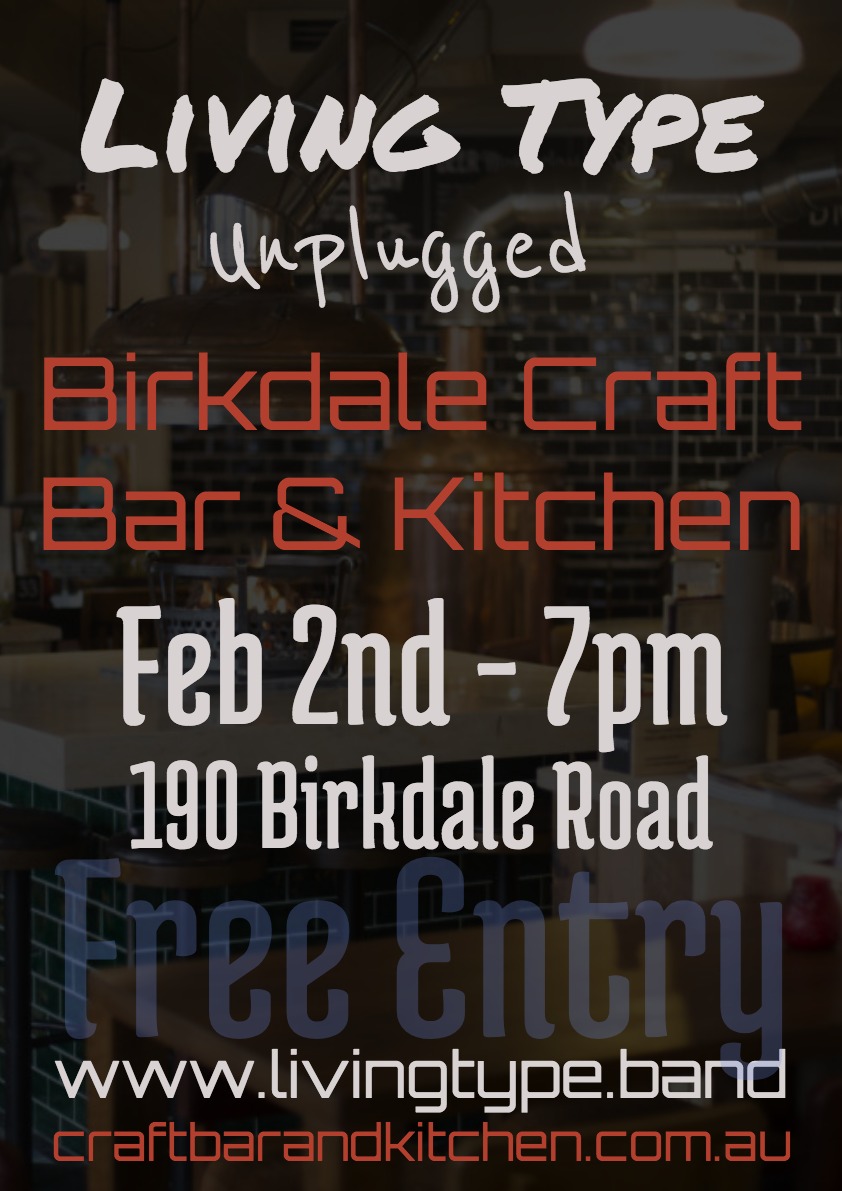 Living Type
Unplugged
Birkdale Craft
Bar & Kitchen
Feb 2nd - 7pm
190 Birkdale Road
Free Entry
www.livingtype.band
craftbarandkitchen.com.au